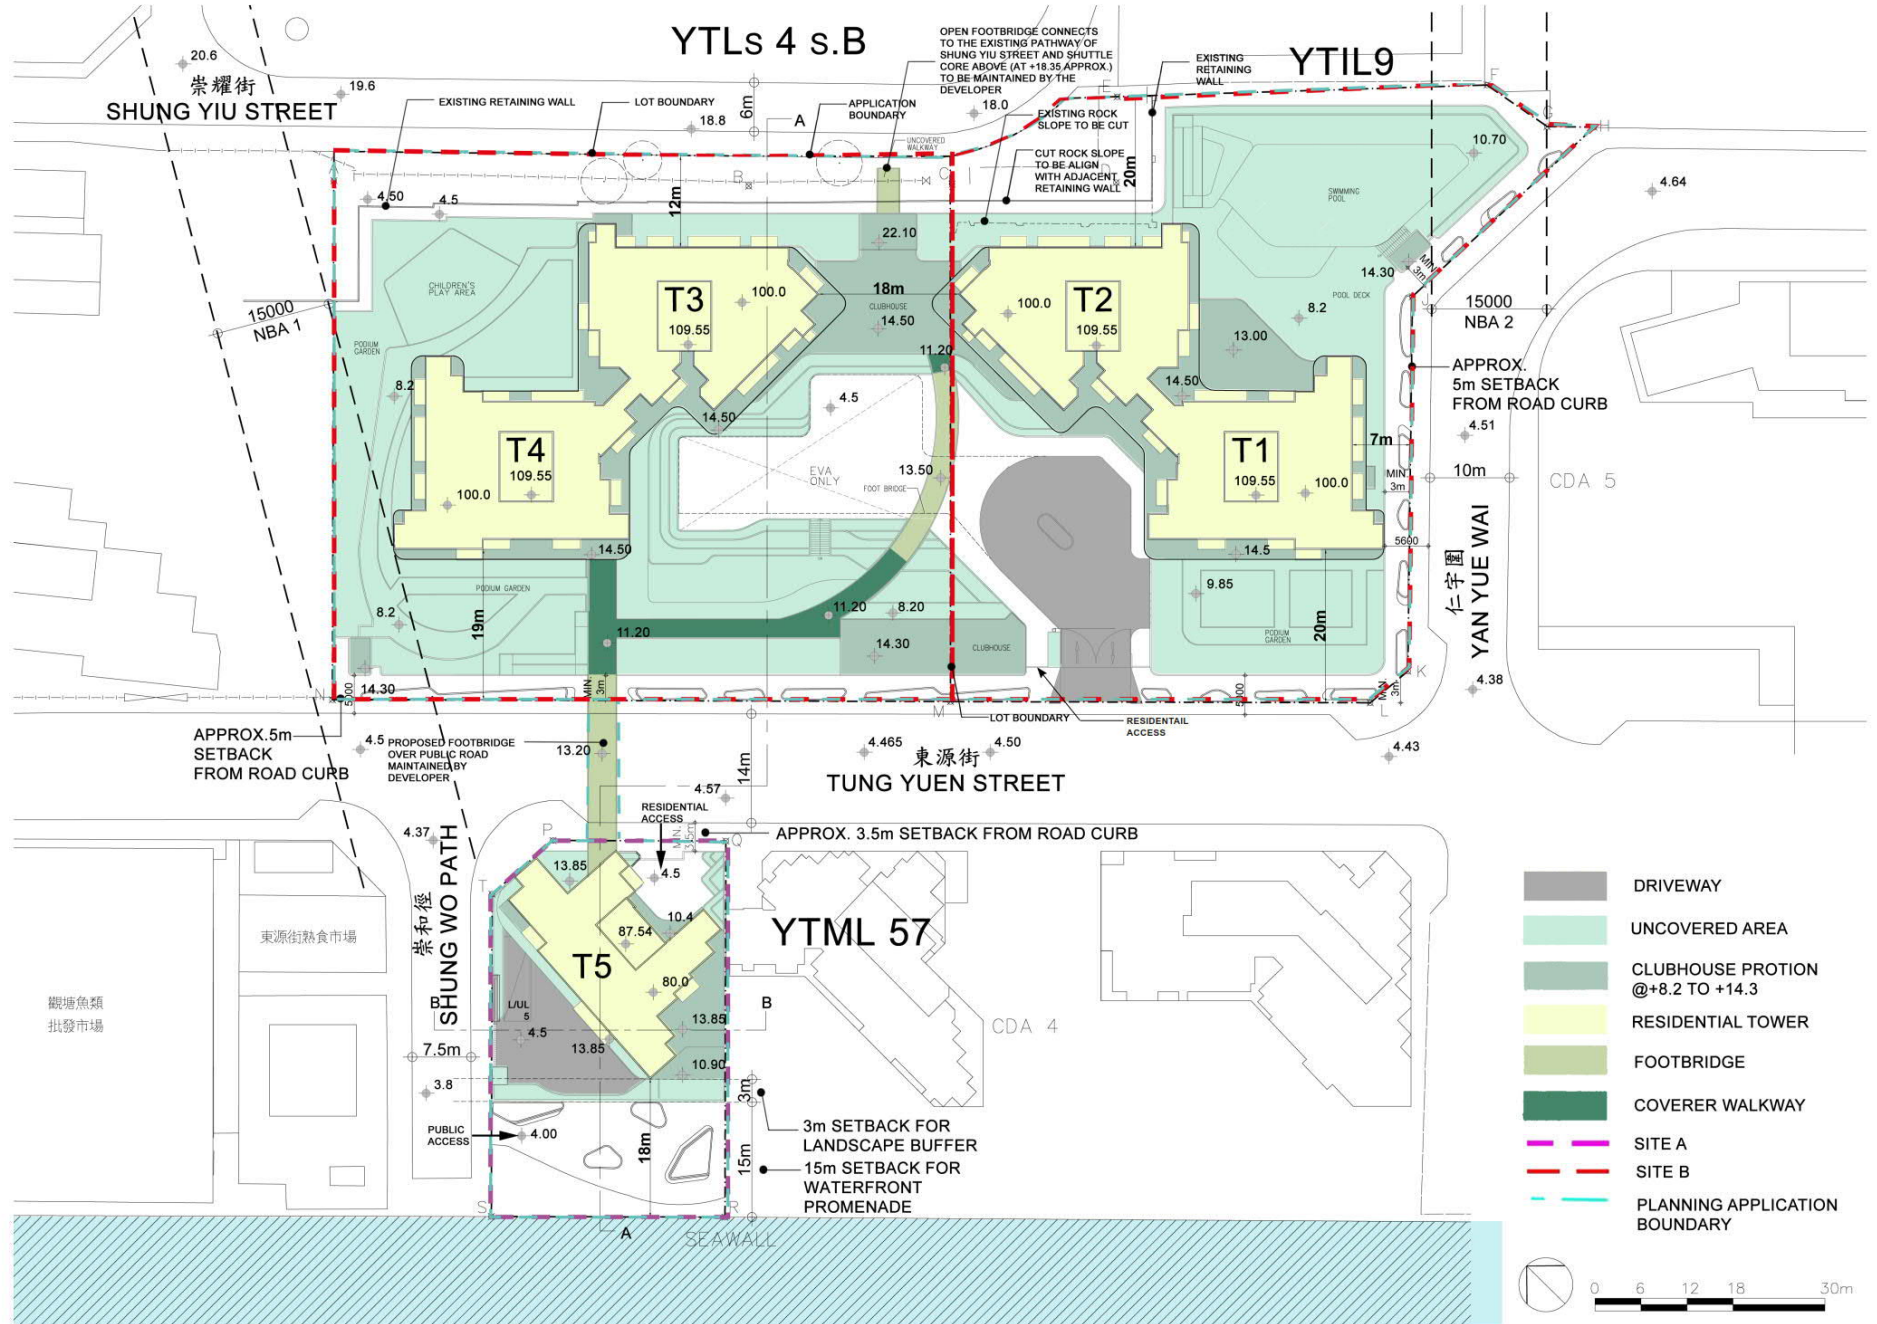 YTLs 4 s.B
YTIL9
OPEN FOOTBRIDGE CONNECTS
TO THE EXISTING PATHWAY OF
SHUNG YIU STREET AND SHUTTLE
CORE ABOVE (AT +18.35 APPROX.)
TO BE MAINTAINED BY THE
DEVELOPER
EXISTING
RETAINING
WALL
20.6
崇耀街
SHUNG YIU STREET
19.6
EXISTING RETAINING WALL
LOT BOUNDARY
18.8
6m
A
APPLICATION
BOUNDARY
18.0
UNCOVERED
WALKWAY
EXISTING ROCK
SLOPE TO BE CUT
CUT ROCK SLOPE
TO BE ALIGN
WITH ADJACENT
RETAINING WALL
20m
E
F
G
H
10.70
4.64
4.50
4.5
12m
B
C
D
I
22.10
SWIMMING
POOL
CHILDREN'S
PLAY AREA
T3
109.55
100.0
18m
CLUBHOUSE
14.50
T2
109.55
100.0
14.30
MIN.
3m
POOL DECK
8.2
J
15000
NBA 1
15000
NBA 2
PODIUM
GARDEN
8.2
11.20
13.00
14.50
14.50
4.5
APPROX.
5m SETBACK
FROM ROAD CURB
4.51
T4
109.55
100.0
EVA
ONLY
13.50
FOOT BRIDGE
T1
109.55
100.0
7m
MIN.
3m
10m
CDA 5
5600
14.50
14.5
仁宇圍
YAN YUE WAI
PODIUM GARDEN
8.2
19m
11.20
11.20
8.20
14.30
CLUBHOUSE
9.85
PODIUM
GARDEN
20m
K
4.38
N
14.30
5000
MIN.
3m
M
LOT BOUNDARY
RESIDENTAIL
ACCESS
5000
MIN.
3m
L
APPROX.5m
SETBACK
FROM ROAD CURB
4.5
PROPOSED FOOTBRIDGE
OVER PUBLIC ROAD
MAINTAINED BY
DEVELOPER
13.20
14m
4.465
4.50
4.43
東源街
TUNG YUEN STREET
4.57
RESIDENTIAL
ACCESS
MIN.
3.5m
APPROX. 3.5m SETBACK FROM ROAD CURB
4.37
P
Q
T
13.85
4.5
崇和徑
SHUNG WO PATH
10.4
87.54
T5
80.0
YTML 57
東源街熟食市場
觀塘魚類
批發市場
B
B
L/UL
5
4.5
13.85
13.85
10.90
CDA 4
7.5m
3.8
3m
3m SETBACK FOR
LANDSCAPE BUFFER
PUBLIC
ACCESS
4.00
18m
15m
15m SETBACK FOR
WATERFRONT
PROMENADE
S
R
A
SEAWALL
DRIVEWAY
UNCOVERED AREA
CLUBHOUSE PROTION
@+8.2 TO +14.3
RESIDENTIAL TOWER
FOOTBRIDGE
COVERER WALKWAY
SITE A
SITE B
PLANNING APPLICATION
BOUNDARY
0 6 12 18 30m